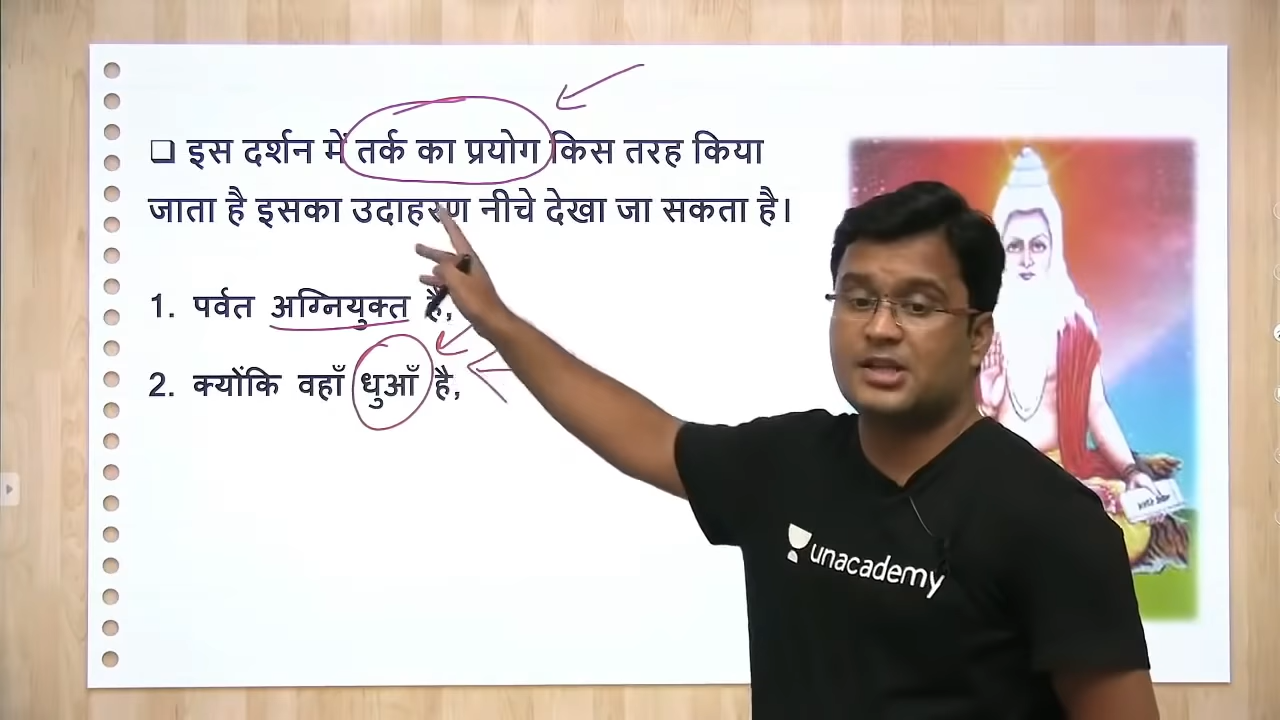 ❑ इस दर्शन में तर्क का प्रयोग किस तरह किया
जाता है इसका उदाहरण नीचे देखा जा सकता है।
1. पर्वत अग्नियुक्त है,
2. क्योंकि वहाँ धुआँ है,
unacademy